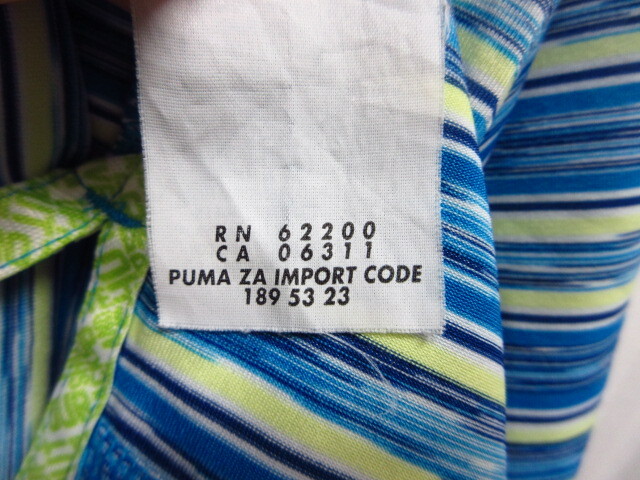 RN 62200
CA 06311
PUMA ZA IMPORT CODE
189 53 23